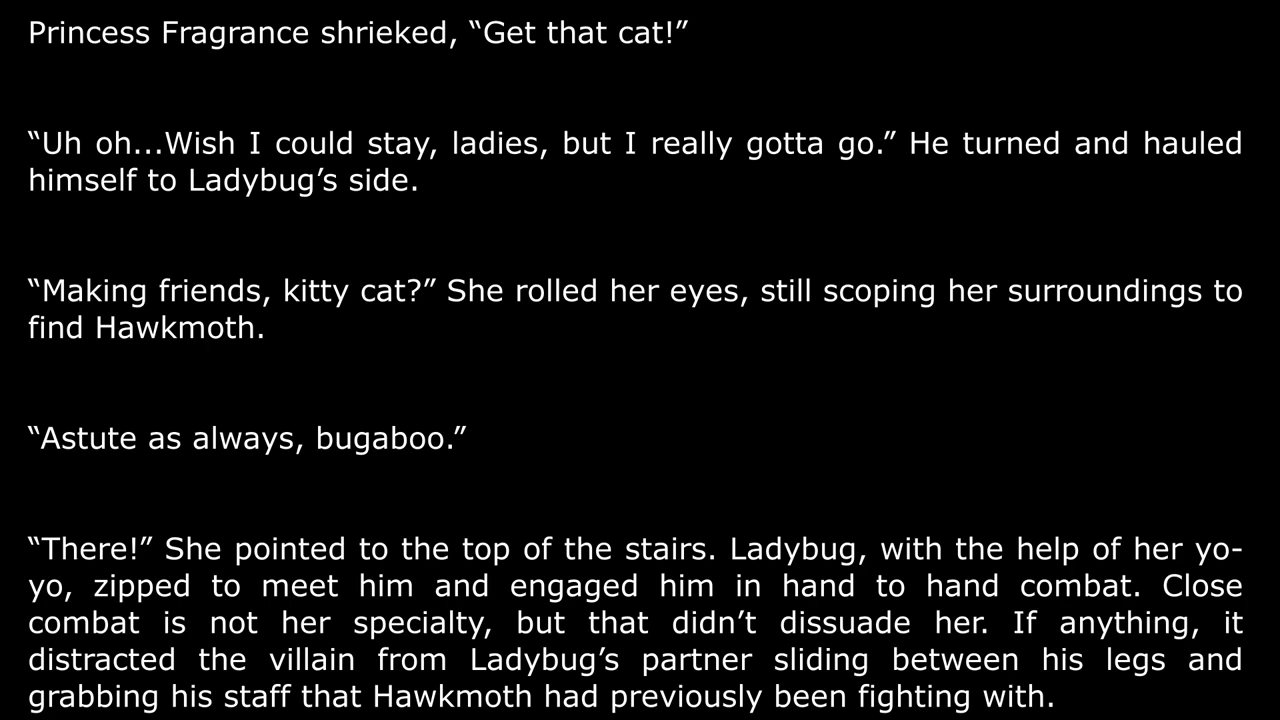 Princess Fragrance shrieked, “Get that cat!”
“Uh oh...Wish I could stay, ladies, but I really gotta go.” He turned and hauled
himself to Ladybug’s side.
“Making friends, kitty cat?” She rolled her eyes, still scoping her surroundings to
find Hawkmoth.
“Astute as always, bugaboo.”
“There!” She pointed to the top of the stairs. Ladybug, with the help of her yo-
yo, zipped to meet him and engaged him in hand to hand combat. Close
combat is not her specialty, but that didn’t dissuade her. If anything, it
distracted the villain from Ladybug’s partner sliding between his legs and
grabbing his staff that Hawkmoth had previously been fighting with.